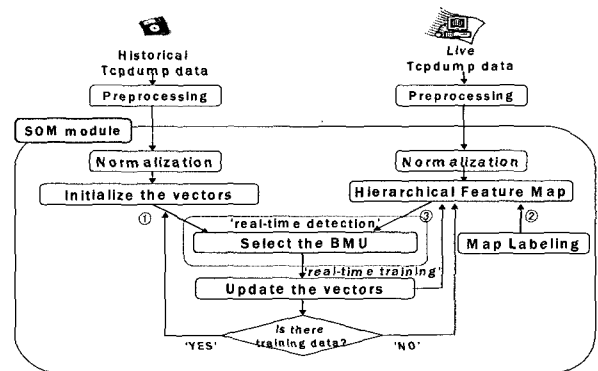 Historical
Tcpdump data
Live
Tcpdump data
Preprocessing
Preprocessing
SOM module
Normalization
Normalization
Initialize the vectors
Hierarchical Feature Map
①
'real-time detection'
③
②
Select the BMU
Map Labeling
'real-time training'
Update the vectors
Is there
training data?
'YES'
'NO'